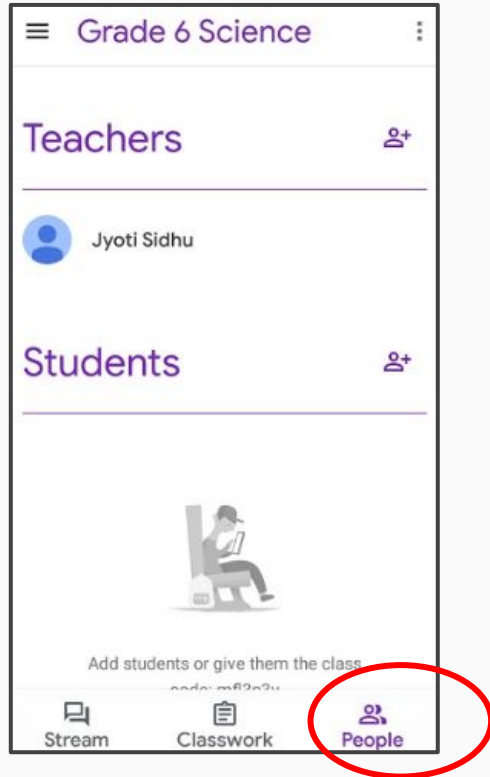 Grade 6 Science
Teachers
Jyoti Sidhu
Students
Add students or give them the class
Stream
Classwork
People